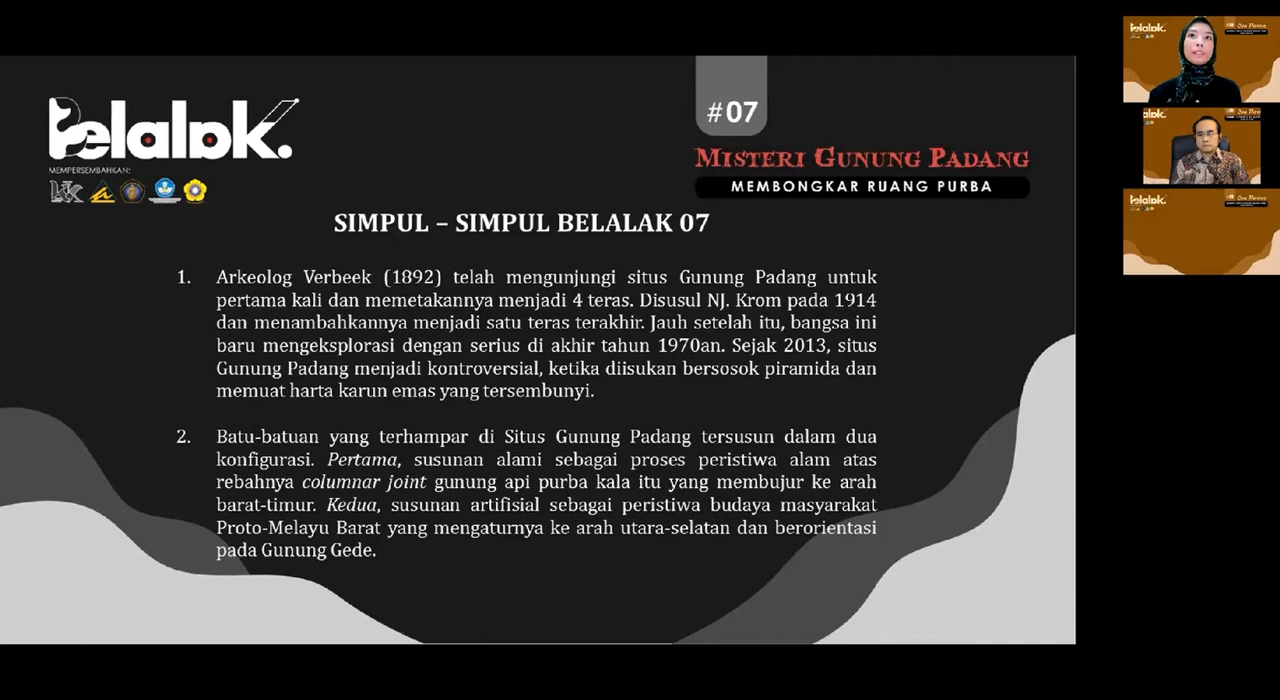 Belalak.
MEMPERSEMBAHKAN:
#07
MISTERI GUNUNG PADANG
MEMBONGKAR RUANG PURBA
SIMPUL – SIMPUL BELALAK 07
1. Arkeolog Verbeek (1892) telah mengunjungi situs Gunung Padang untuk
pertama kali dan memetakannya menjadi 4 teras. Disusul NJ. Krom pada 1914
dan menambahkannya menjadi satu teras terakhir. Jauh setelah itu, bangsa ini
baru mengeksplorasi dengan serius di akhir tahun 1970an. Sejak 2013, situs
Gunung Padang menjadi kontroversial, ketika diisukan bersosok piramida dan
memuat harta karun emas yang tersembunyi.
2. Batu-batuan yang terhampar di Situs Gunung Padang tersusun dalam dua
konfigurasi. Pertama, susunan alami sebagai proses peristiwa alam atas
rebahnya columnar joint gunung api purba kala itu yang membujur ke arah
barat-timur. Kedua, susunan artifisial sebagai peristiwa budaya masyarakat
Proto-Melayu Barat yang mengaturnya ke arah utara-selatan dan berorientasi
pada Gunung Gede.
Belalak.
Belalak.
Belalak.